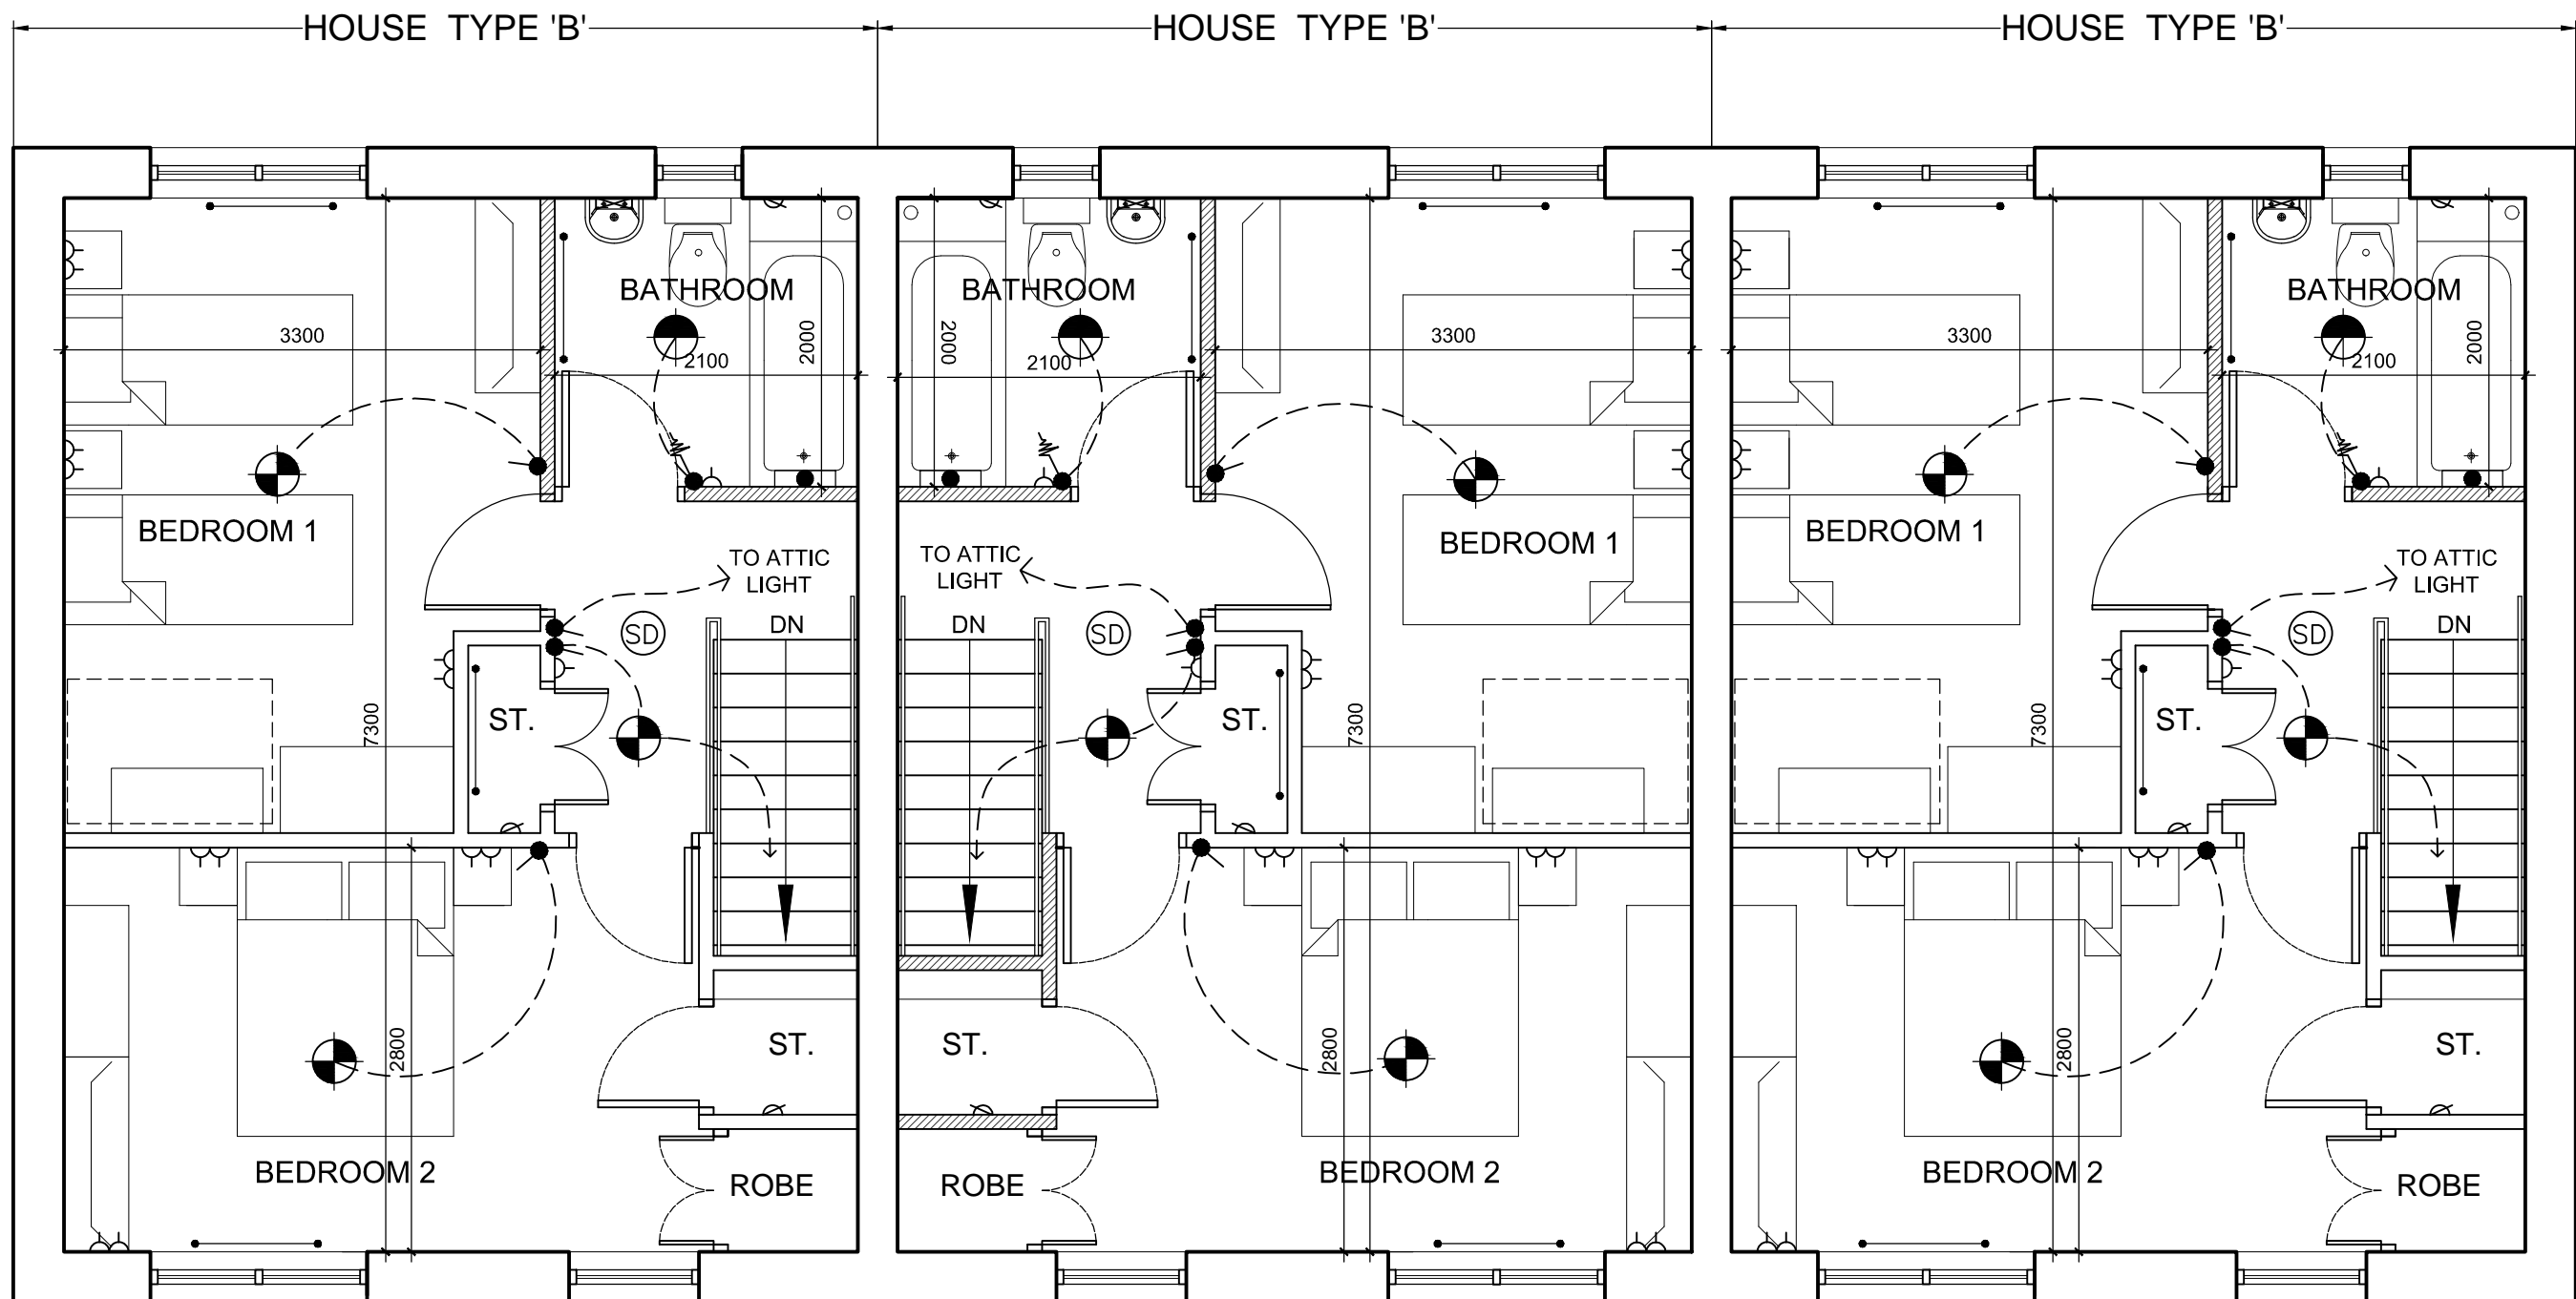 HOUSE TYPE 'B'
HOUSE TYPE 'B'
HOUSE TYPE 'B'
BATHROOM
BATHROOM
BATHROOM
3300
2100
2000
2000
2100
3300
3300
2100
2000
BEDROOM 1
BEDROOM 1
BEDROOM 1
TO ATTIC
LIGHT
TO ATTIC
LIGHT
TO ATTIC
LIGHT
SD
DN
DN
SD
SD
DN
7300
ST.
ST.
7300
7300
ST.
2800
ST.
ST.
2800
2800
ST.
BEDROOM 2
ROBE
ROBE
BEDROOM 2
BEDROOM 2
ROBE